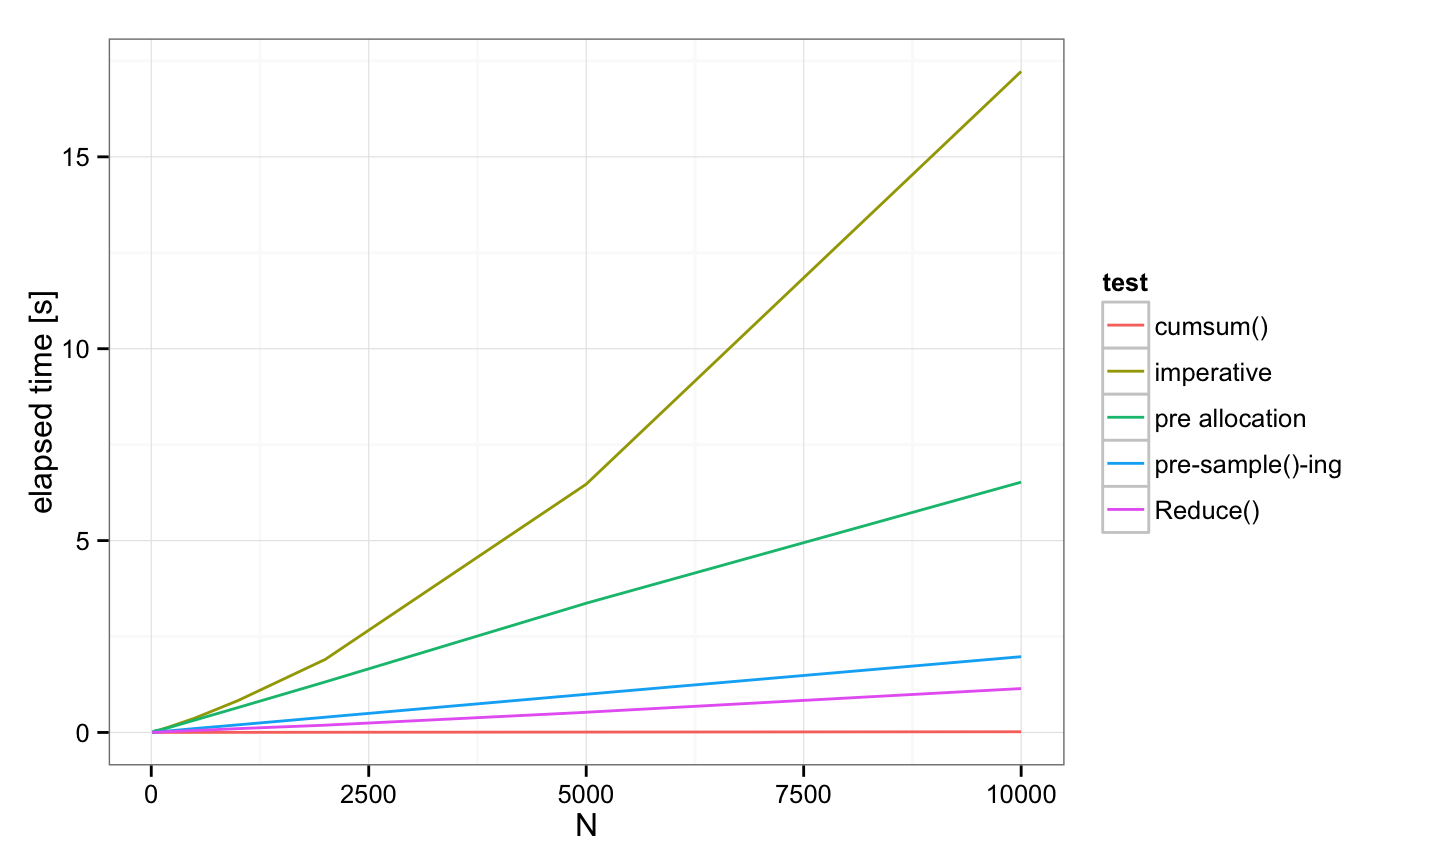 elapsed time [s]
15
10
5
0
0 2500 5000 7500 10000
N
test
cumsum()
imperative
pre allocation
pre-sample()-ing
Reduce()